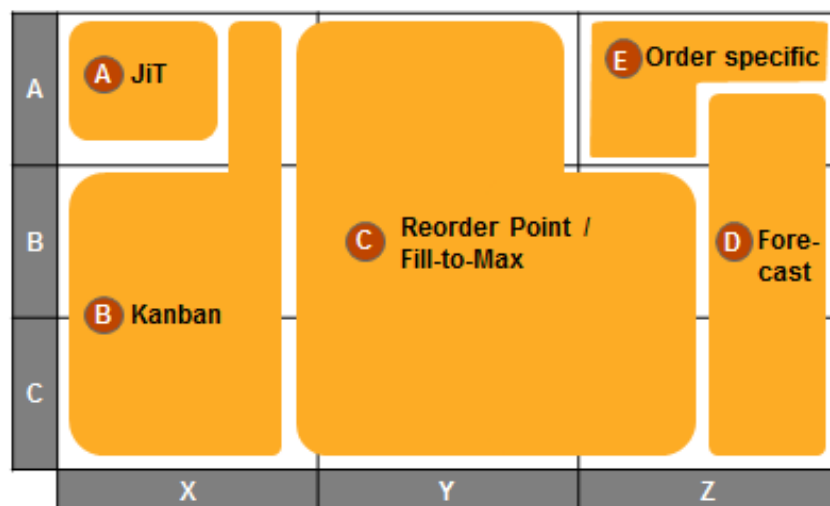 A
A JiT
E Order specific
B
C Reorder Point /
Fill-to-Max
D Fore-
cast
B Kanban
C
X Y Z